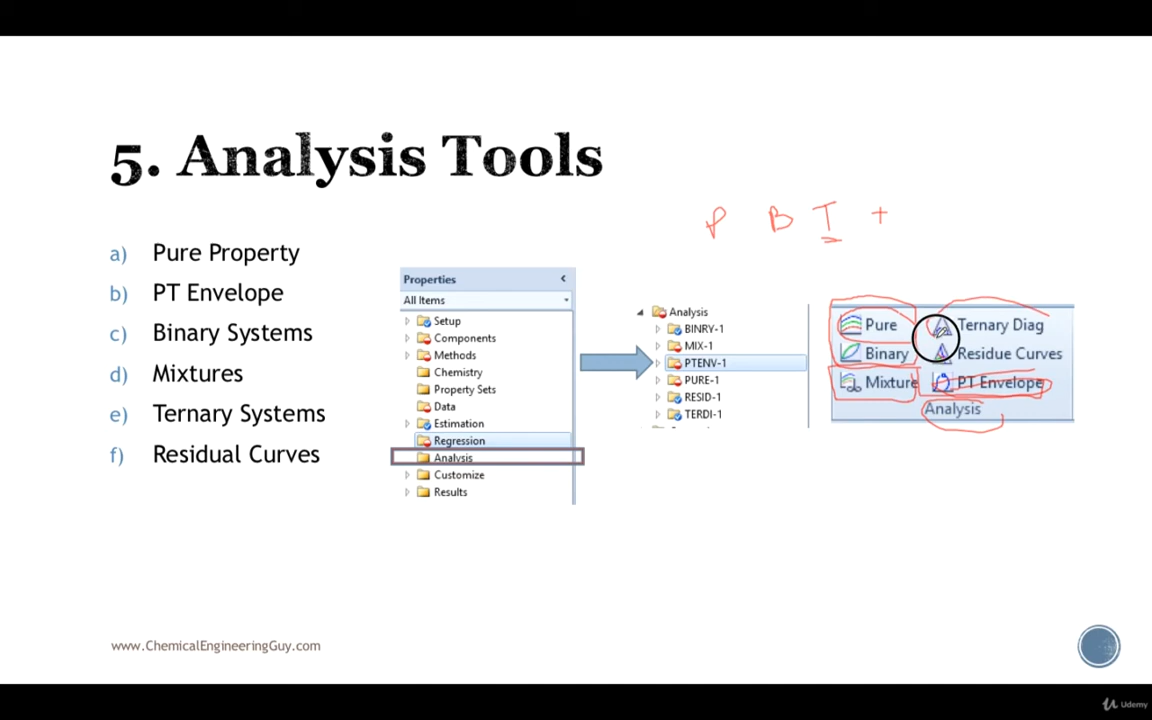 5. Analysis Tools
P B T +
a) Pure Property
b) PT Envelope
c) Binary Systems
d) Mixtures
e) Ternary Systems
f) Residual Curves
Properties
All Items
Setup
Components
Methods
Chemistry
Property Sets
Data
Estimation
Regression
Analysis
Customize
Results
Analysis
BINRY-1
MIX-1
PTENV-1
PURE-1
RESID-1
TERDI-1
Pure
Ternary Diag
Binary
Residue Curves
Mixture
PT Envelope
Analysis
www.ChemicalEngineeringGuy.com
Udemy